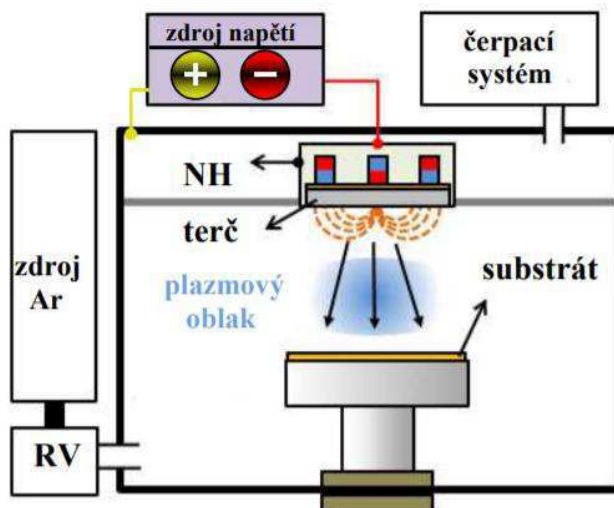 zdroj napětí
+ −
čerpací
systém
NH
terč
zdroj
Ar
plazmový
oblak
substrát
RV